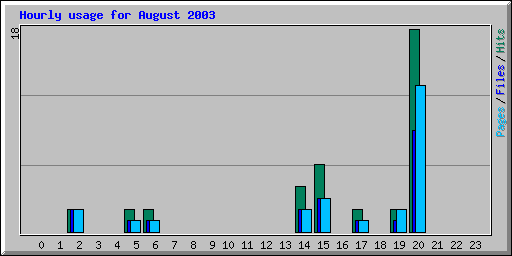 Hourly usage for August 2003
18
Pages/Files/Hits
0 1 2 3 4 5 6 7 8 9 10 11 12 13 14 15 16 17 18 19 20 21 22 23